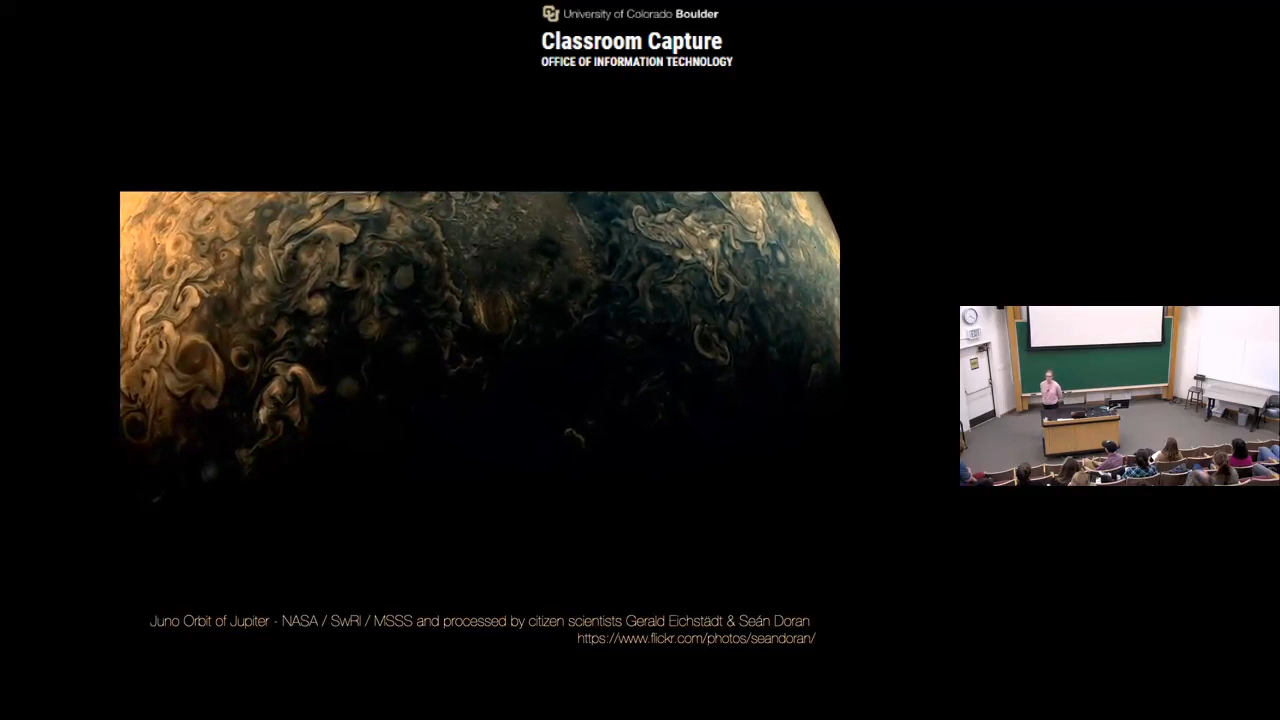 University of Colorado Boulder
Classroom Capture
OFFICE OF INFORMATION TECHNOLOGY
EXIT
Juno Orbit of Jupiter - NASA / SwRI / MSSS and processed by citizen scientists Gerald Eichstädt & Seán Doran
https://www.flickr.com/photos/seandoran/